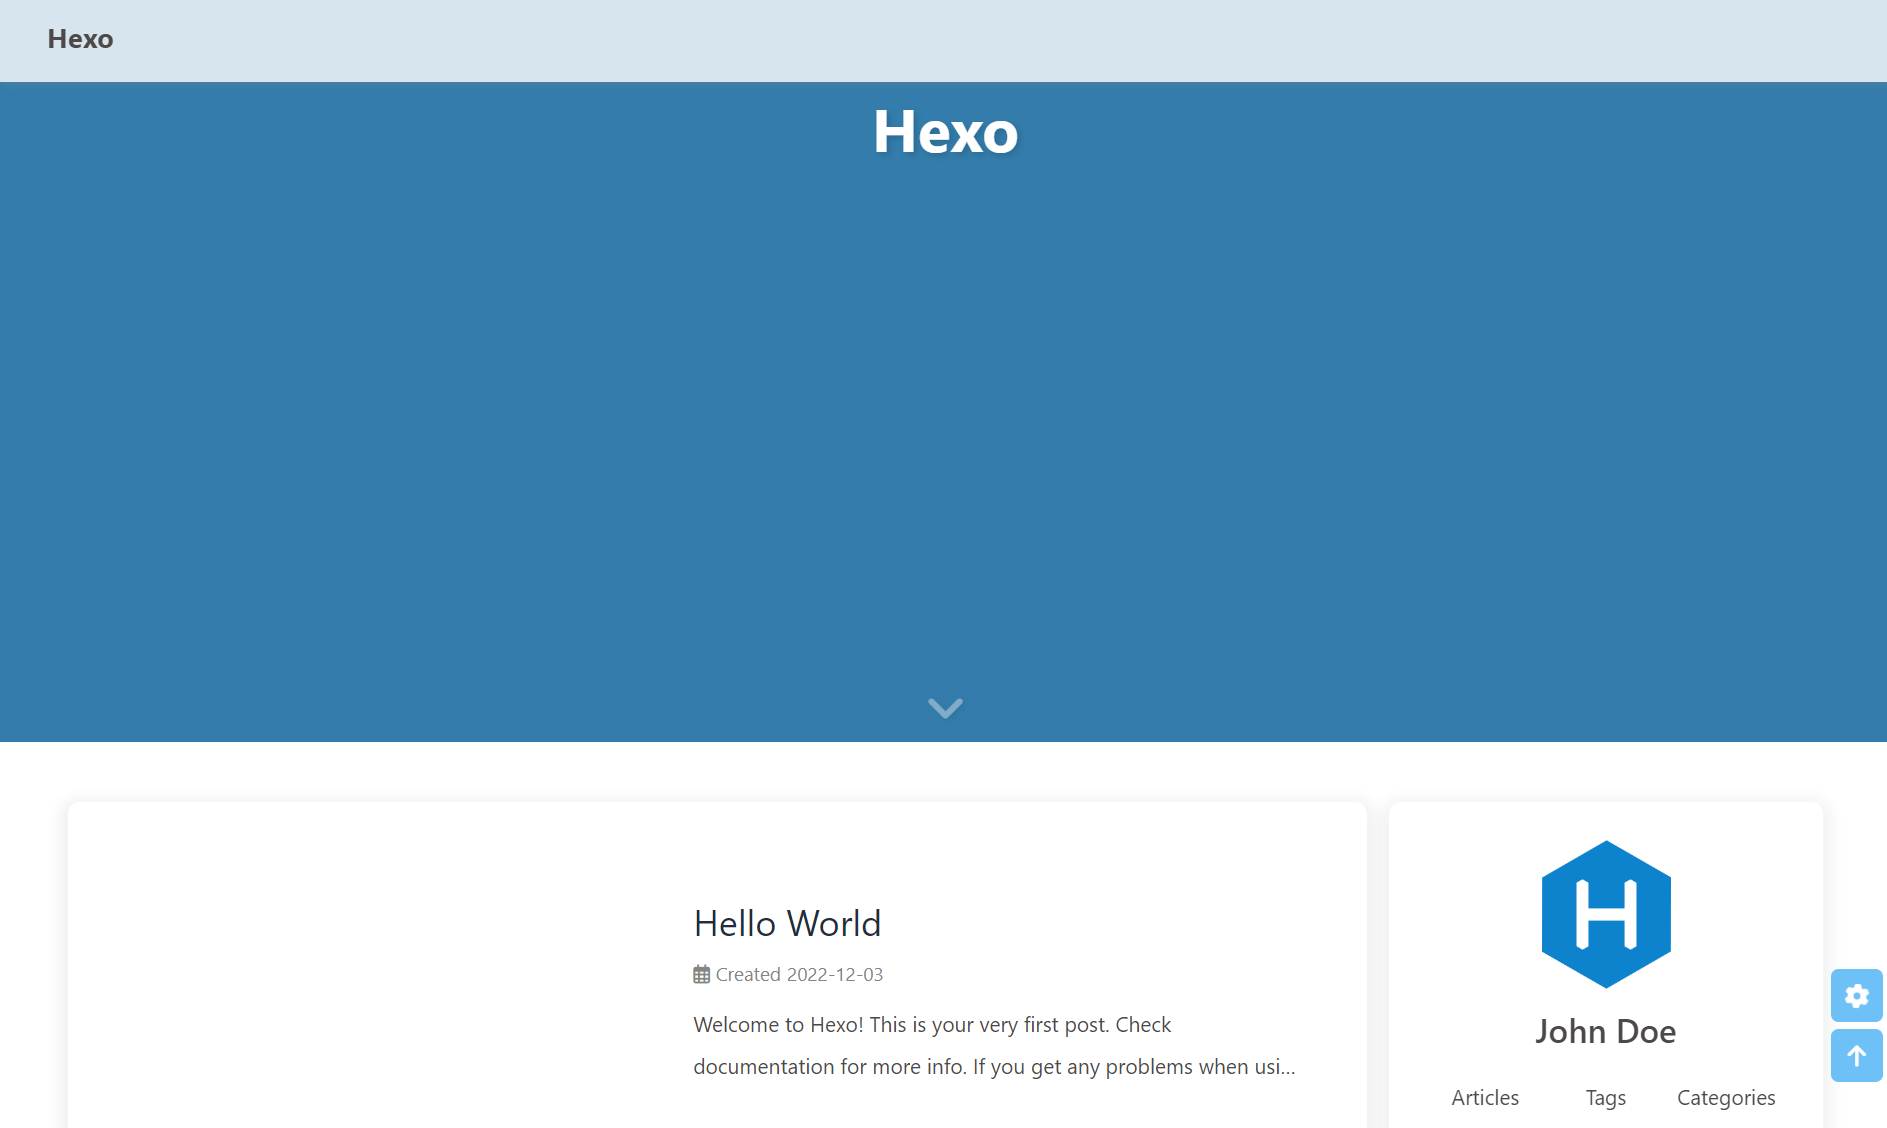 Hexo
Hexo
Hello World
Created 2022-12-03
Welcome to Hexo! This is your very first post. Check
documentation for more info. If you get any problems when usi...
H
John Doe
Articles Tags Categories